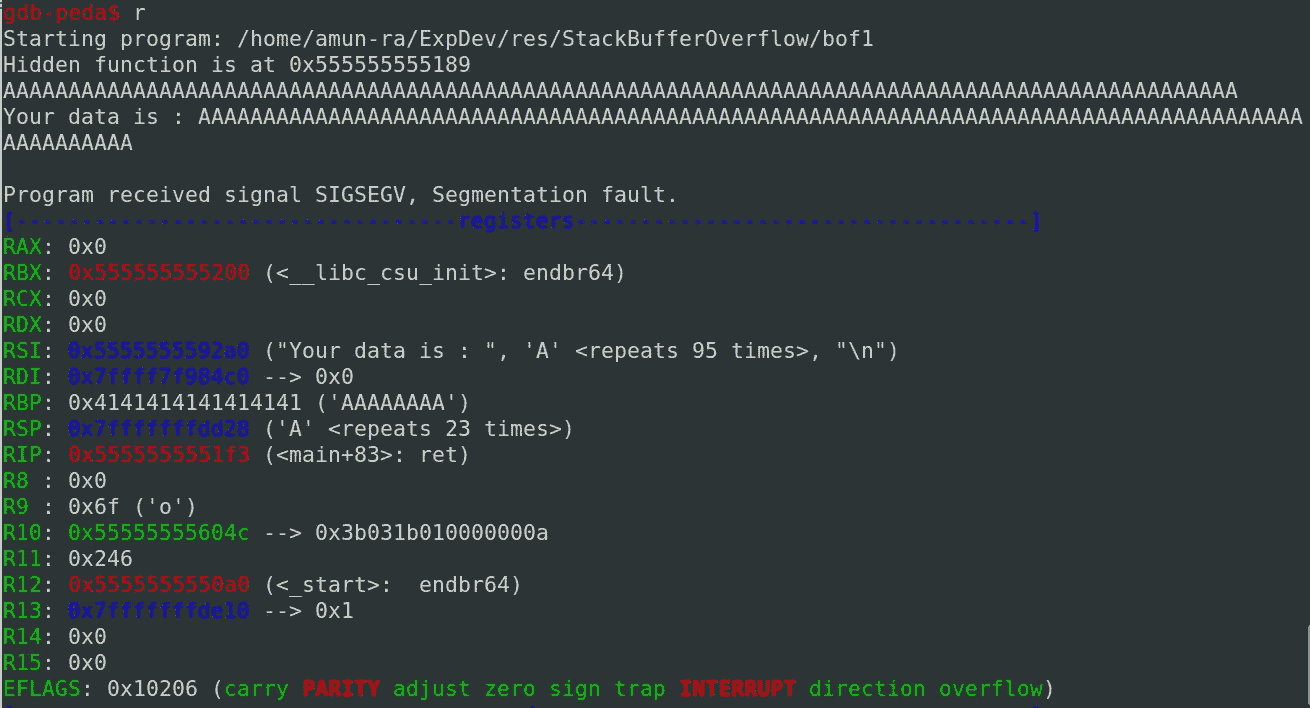 gdb-peda$ r
Starting program: /home/amun-ra/ExpDev/res/StackBufferOverflow/bof1
Hidden function is at 0x555555555189
AAAAAAAAAAAAAAAAAAAAAAAAAAAAAAAAAAAAAAAAAAAAAAAAAAAAAAAAAAAAAAAAAAAAAAAAAAAAAAAAAAAAAAAAAAAAAAA
Your data is : AAAAAAAAAAAAAAAAAAAAAAAAAAAAAAAAAAAAAAAAAAAAAAAAAAAAAAAAAAAAAAAAAAAAAAAAAAAAAAAAAAAAA
AAAAAAAAAA
Program received signal SIGSEGV, Segmentation fault.
[----------------------------------registers-----------------------------------]
RAX: 0x0
RBX: 0x555555555200 (<__libc_csu_init>: endbr64)
RCX: 0x0
RDX: 0x0
RSI: 0x5555555592a0 ("Your data is : ", 'A' <repeats 95 times>, "\n")
RDI: 0x7ffff7f984c0 --> 0x0
RBP: 0x4141414141414141 ('AAAAAAAA')
RSP: 0x7fffffffdd28 ('A' <repeats 23 times>)
RIP: 0x5555555551f3 (<main+83>: ret)
R8 : 0x0
R9 : 0x6f ('o')
R10: 0x55555555604c --> 0x3b031b010000000a
R11: 0x246
R12: 0x5555555550a0 (<_start>:  endbr64)
R13: 0x7fffffffde10 --> 0x1
R14: 0x0
R15: 0x0
EFLAGS: 0x10206 (carry PARITY adjust zero sign trap INTERRUPT direction overflow)